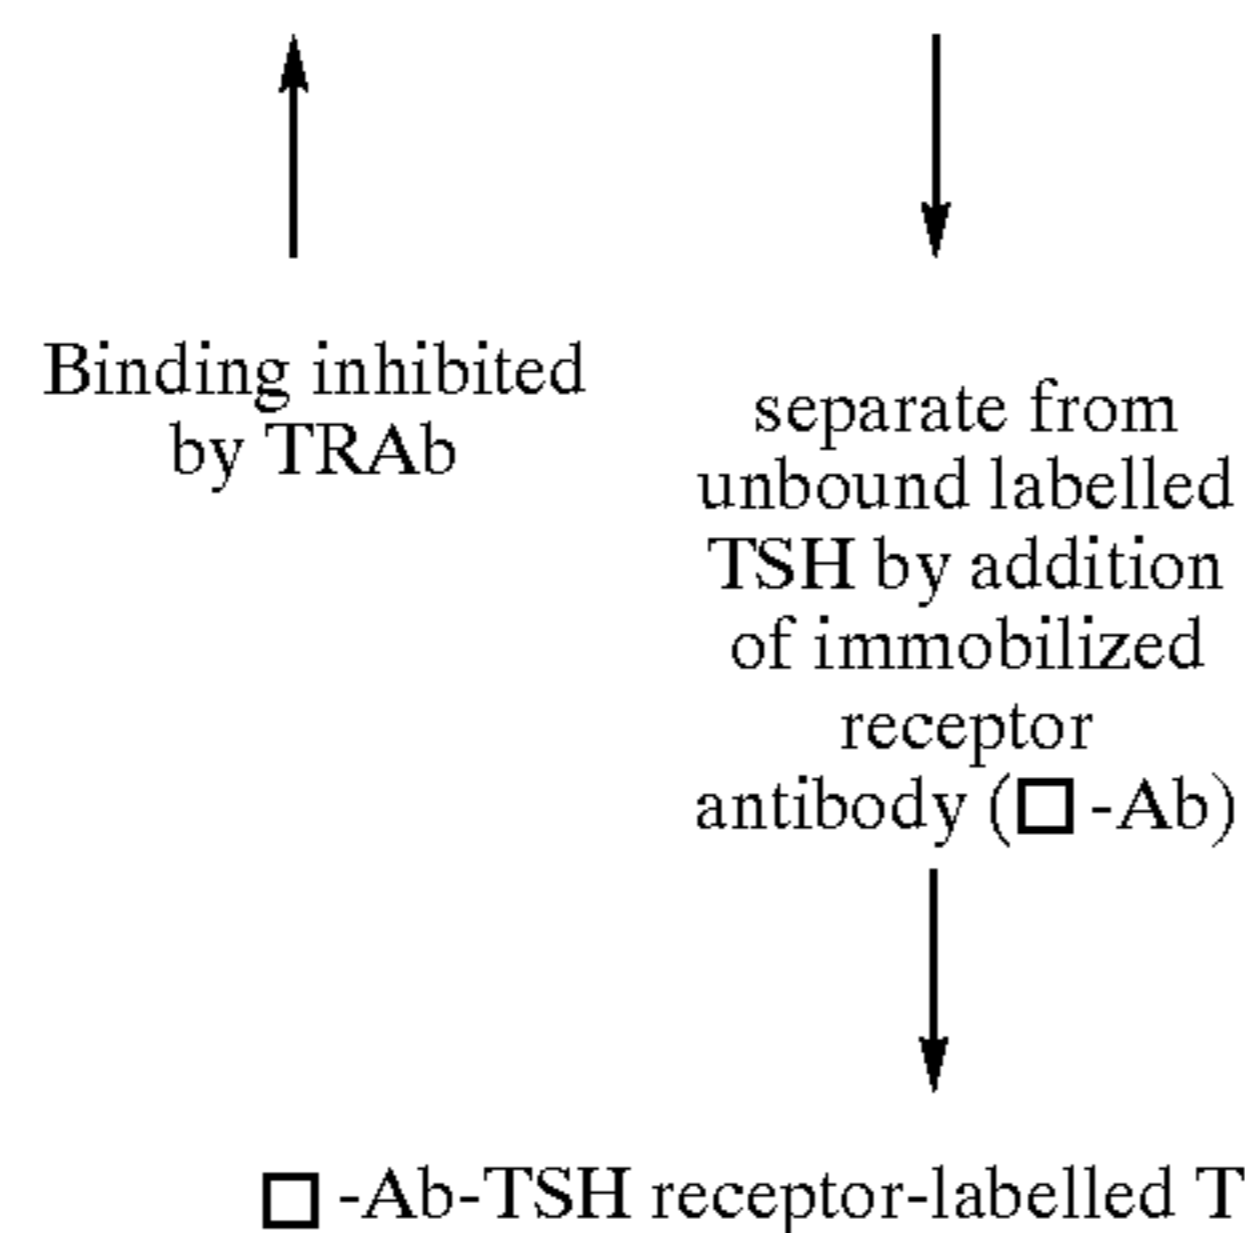 Binding inhibited
by TRAb
separate from
unbound labelled
TSH by addition
of immobilized
receptor
antibody (□ -Ab)
□ -Ab-TSH receptor-labelled T